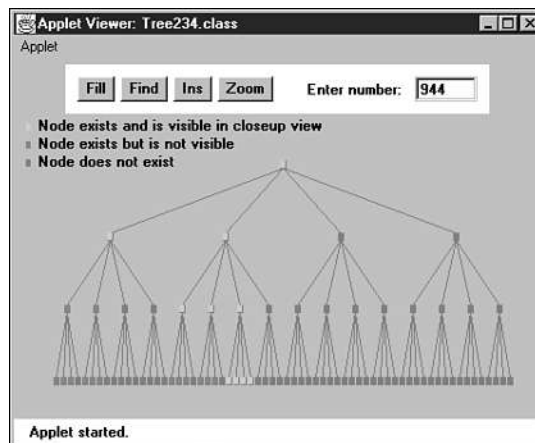 Applet Viewer: Tree234.class
Applet
Fill Find Ins Zoom Enter number: 944
Node exists and is visible in closeup view
Node exists but is not visible
Node does not exist
Applet started.